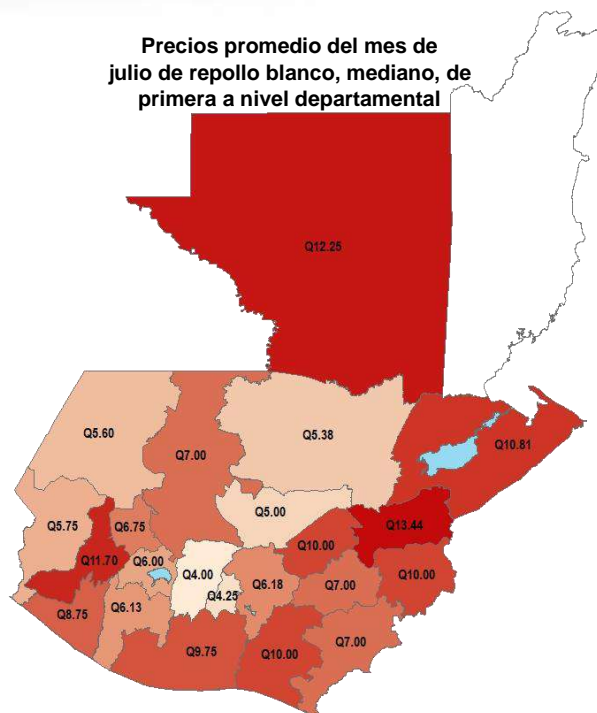 Precios promedio del mes de
julio de repollo blanco, mediano, de
primera a nivel departamental
Q12.25
Q5.60
Q7.00
Q5.38
Q10.81
Q5.75
Q6.75
Q5.00
Q13.44
Q11.70
Q6.00
Q10.00
Q4.00
Q4.25
Q6.18
Q7.00
Q10.00
Q8.75
Q6.13
Q9.75
Q10.00
Q7.00